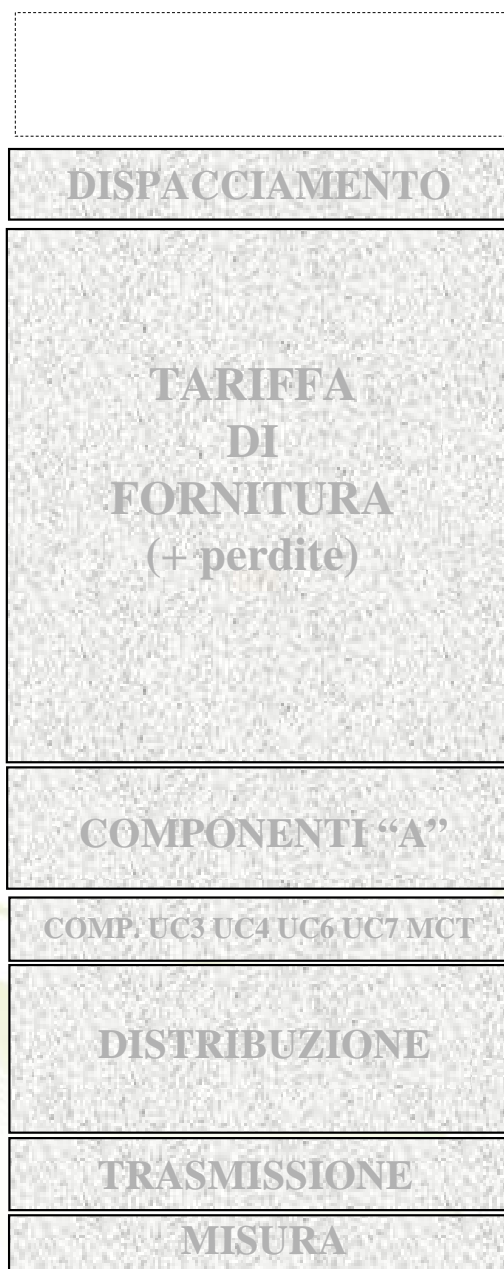 DISPACCIAMENTO
TARIFFA
DI
FORNITURA
(+ perdite)
COMPONENTI “A”
COMP. UC3 UC4 UC6 UC7 MCT
DISTRIBUZIONE
TRASMISSIONE
MISURA